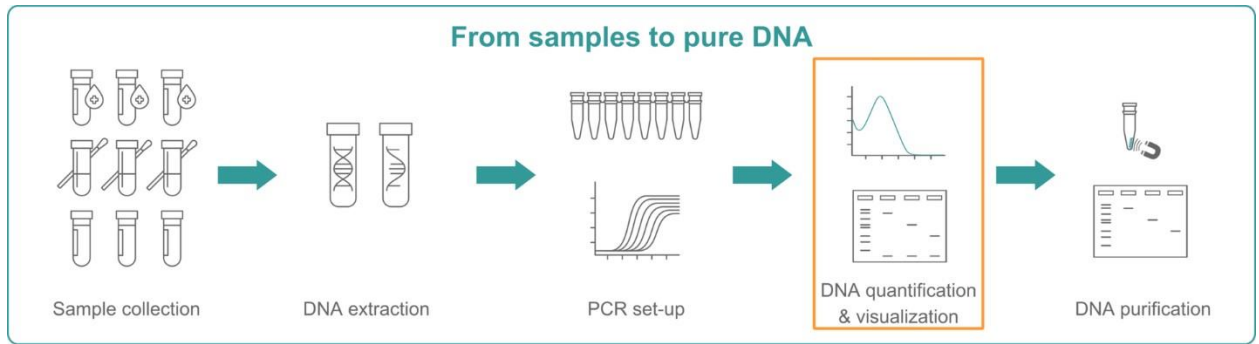 From samples to pure DNA
Sample collection
DNA extraction
PCR set-up
DNA quantification
& visualization
DNA purification